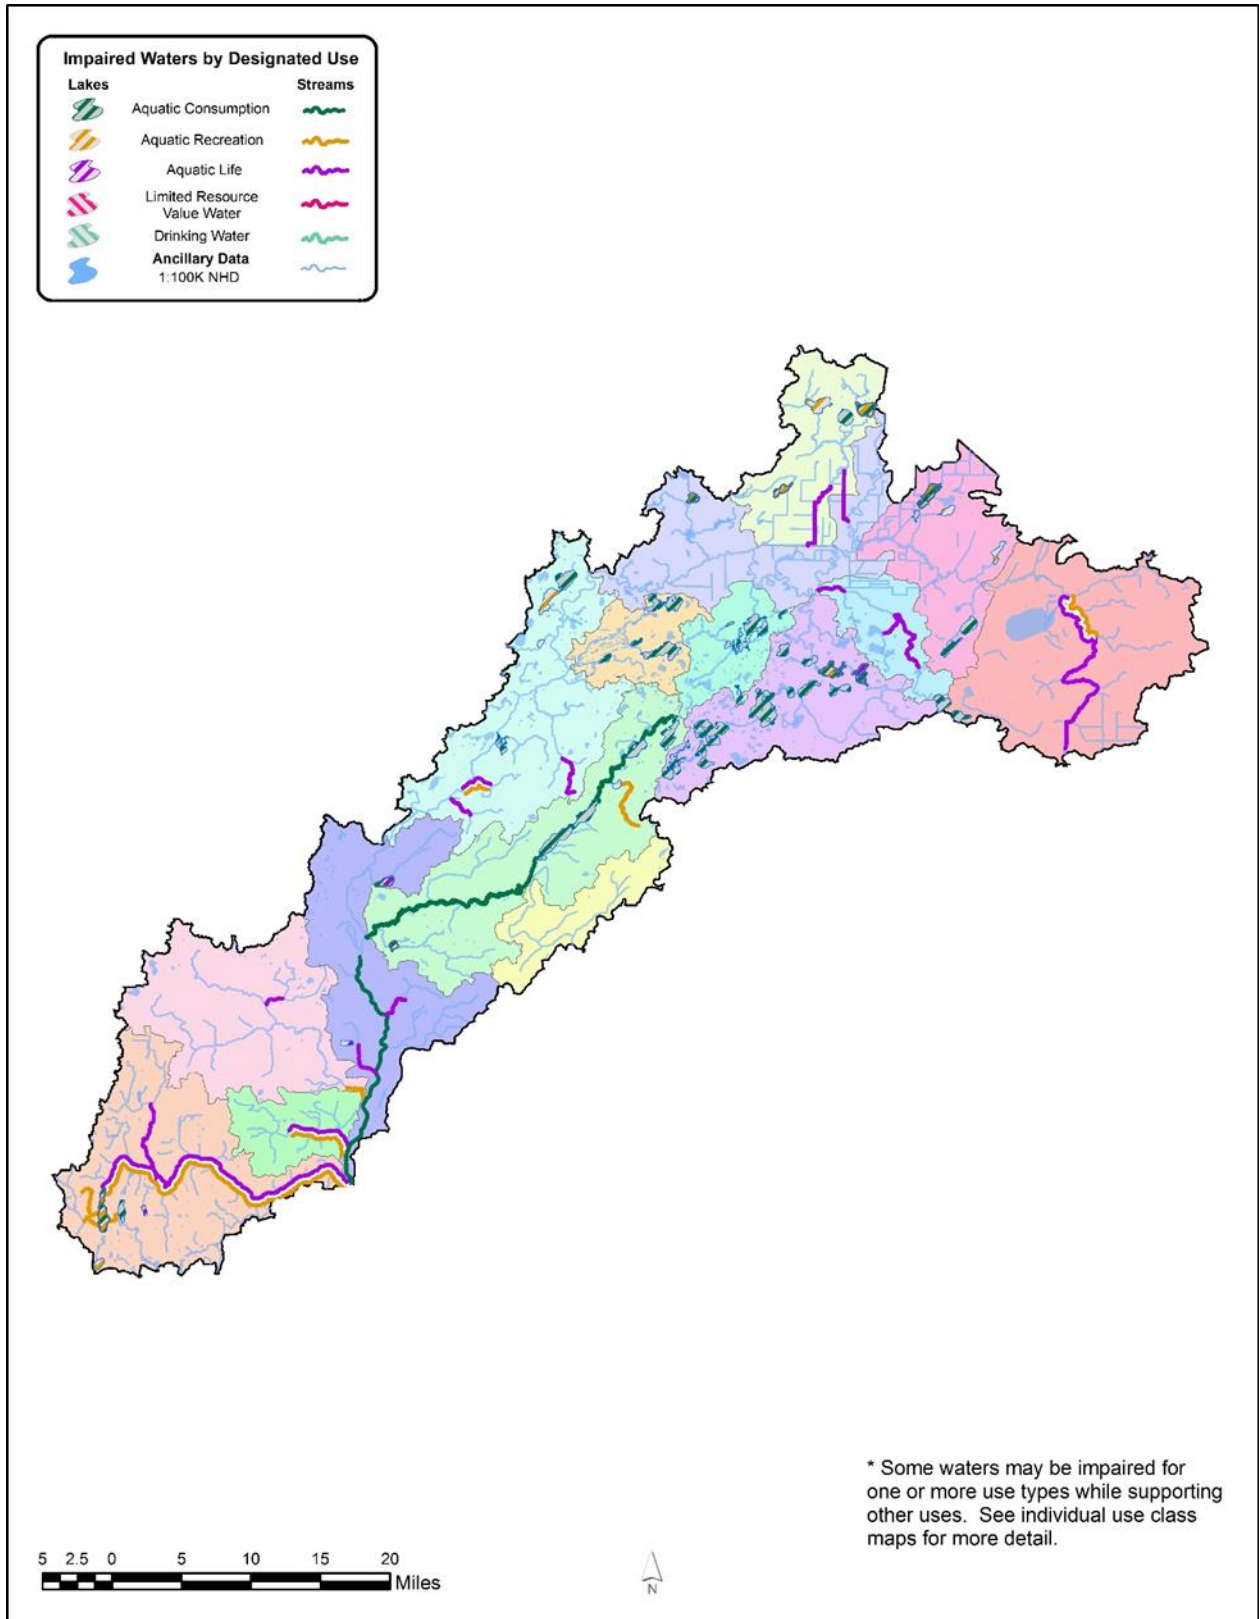 Impaired Waters by Designated Use
Lakes Streams
Aquatic Consumption
Aquatic Recreation
Aquatic Life
Limited Resource
Value Water
Drinking Water
Ancillary Data
1:100K NHD
* Some waters may be impaired for
one or more use types while supporting
other uses. See individual use class
maps for more detail.
5 2.5 0 5 10 15 20
Miles
N